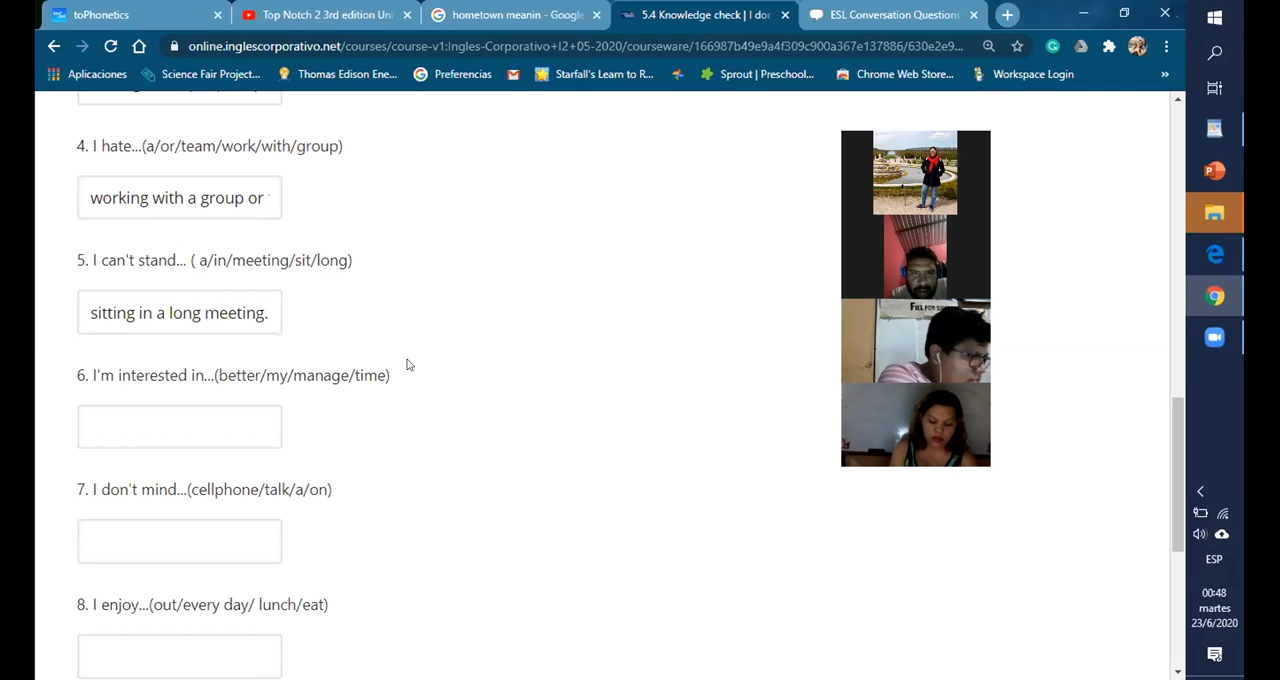 toPhonetics
Top Notch 2 3rd edition Uni
hometown meanin - Google
5.4 Knowledge check | I don
ESL Conversation Questions
online.inglescorporativo.net/courses/course-v1:Ingles-Corporativo+I2+05-2020/courseware/166987b49e9a4f309c900a367e137886/630e2e9...
Aplicaciones
Science Fair Project...
Thomas Edison Ene...
Preferencias
Starfall's Learn to R...
Sprout | Preschool...
Chrome Web Store...
Workspace Login
4. I hate...(a/or/team/work/with/group)
working with a group or
5. I can't stand... ( a/in/meeting/sit/long)
sitting in a long meeting.
6. I'm interested in...(better/my/manage/time)
7. I don't mind...(cellphone/talk/a/on)
8. I enjoy...(out/every day/ lunch/eat)
ESP
00:48
martes
23/6/2020